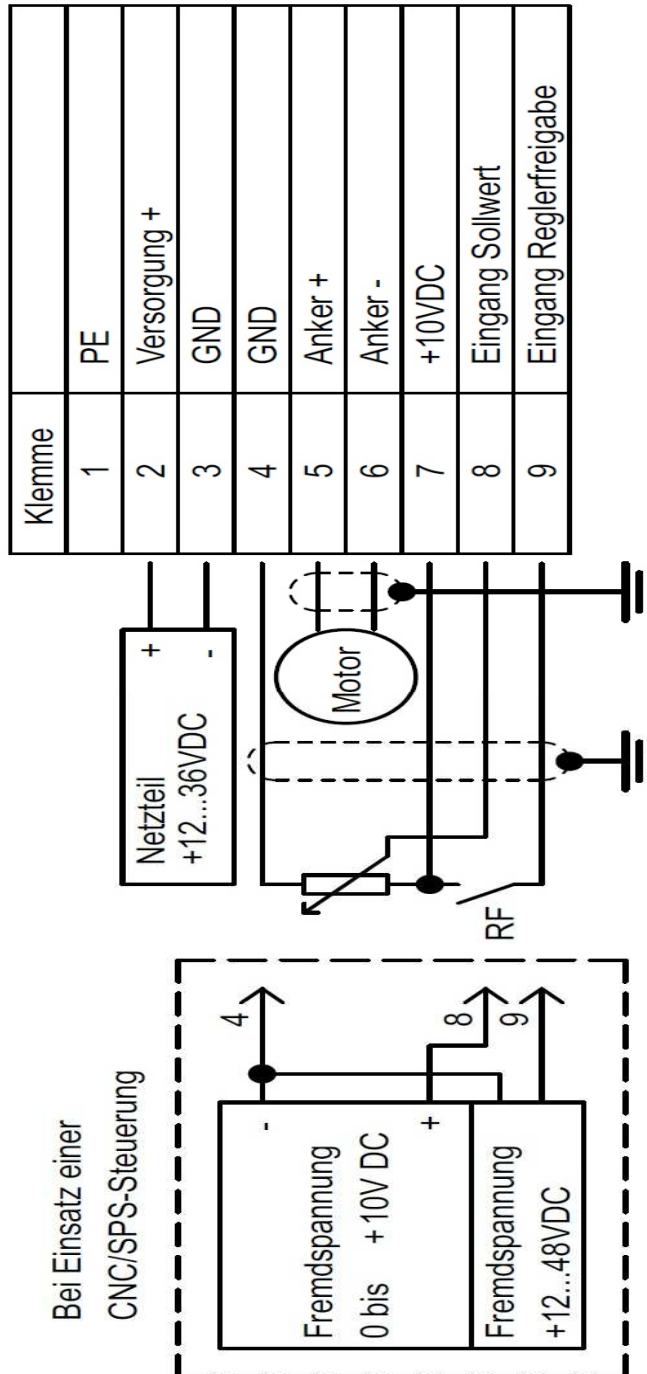 Bei Einsatz einer
CNC/SPS-Steuerung
Fremdspannung
0 bis +10V DC
-
+
Fremdspannung
+12...48VDC
4
8
9
Netzteil
+12...36VDC
+
-
Motor
RF
Klemme
1 PE
2 Versorgung +
3 GND
4 GND
5 Anker +
6 Anker -
7 +10VDC
8 Eingang Sollwert
9 Eingang Reglerfreigabe